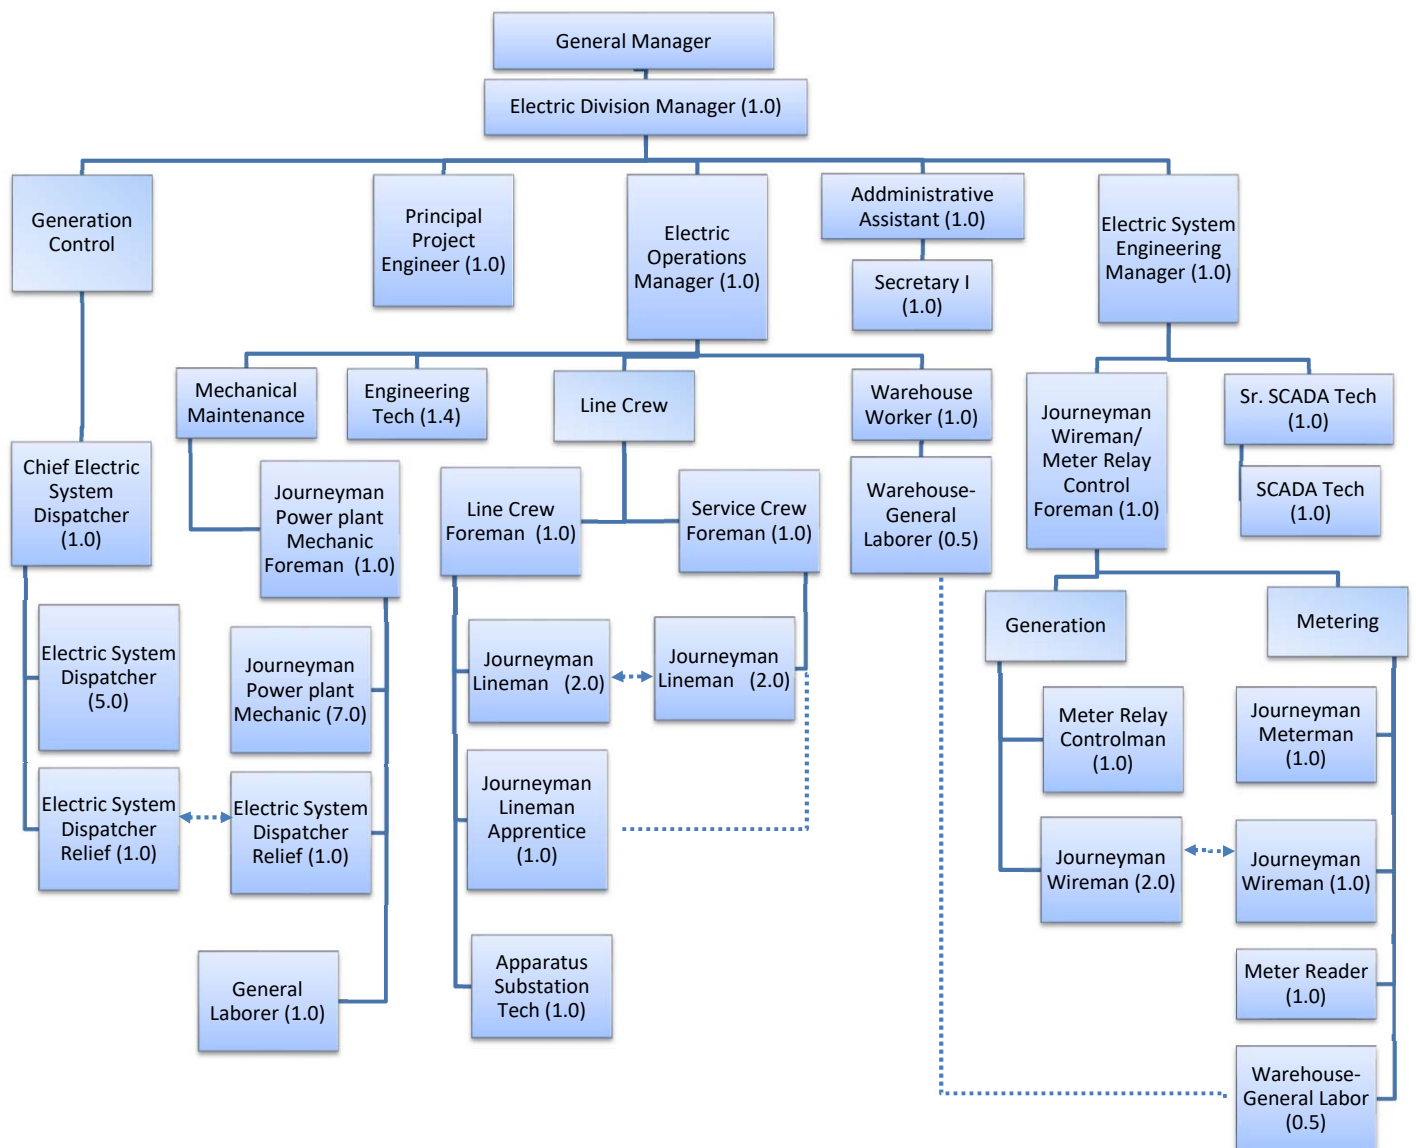 General Manager
Electric Division Manager (1.0)
Generation
Control
Principal
Project
Engineer (1.0)
Electric
Operations
Manager (1.0)
Addministrative
Assistant (1.0)
Secretary I
(1.0)
Electric System
Engineering
Manager (1.0)
Mechanical
Maintenance
Engineering
Tech (1.4)
Line Crew
Warehouse
Worker (1.0)
Journeyman
Wireman/
Meter Relay
Control
Foreman (1.0)
Sr. SCADA Tech
(1.0)
SCADA Tech
(1.0)
Chief Electric
System
Dispatcher
(1.0)
Journeyman
Power plant
Mechanic
Foreman (1.0)
Line Crew
Foreman (1.0)
Service Crew
Foreman (1.0)
Warehouse-
General
Laborer (0.5)
Generation
Metering
Electric System
Dispatcher
(5.0)
Journeyman
Power plant
Mechanic (7.0)
Journeyman
Lineman (2.0)
Journeyman
Lineman (2.0)
Meter Relay
Controlman
(1.0)
Journeyman
Meterman
(1.0)
Electric System
Dispatcher
Relief (1.0)
Electric System
Dispatcher
Relief (1.0)
Journeyman
Lineman
Apprentice
(1.0)
Journeyman
Wireman (2.0)
Journeyman
Wireman (1.0)
General
Laborer (1.0)
Apparatus
Substation
Tech (1.0)
Meter Reader
(1.0)
Warehouse-
General Labor
(0.5)